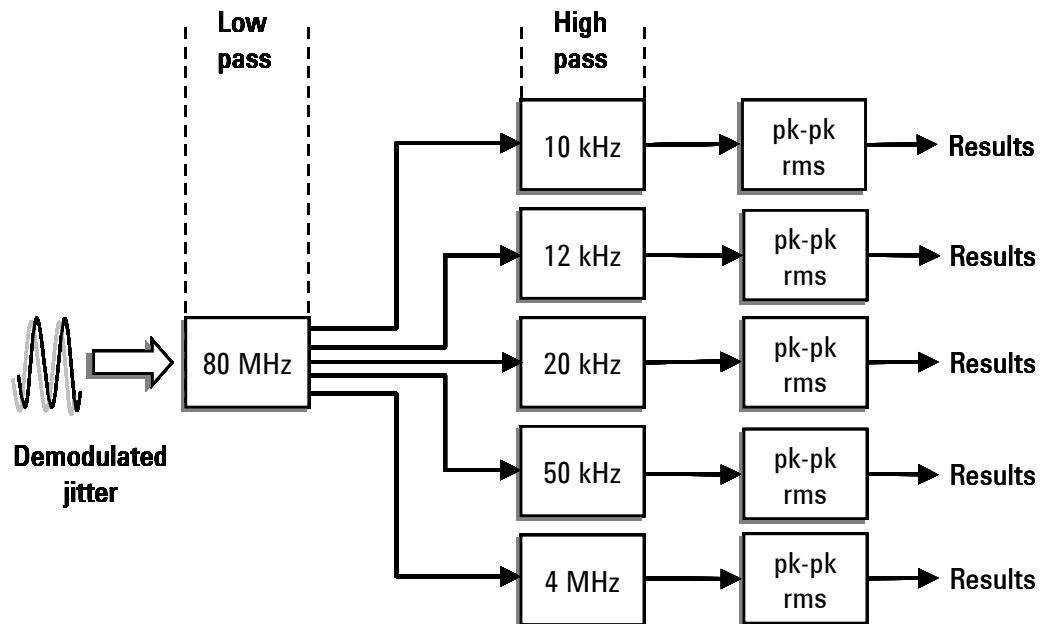 Low
pass
High
pass
10 kHz
pk-pk
rms
Results
12 kHz
pk-pk
rms
Results
80 MHz
20 kHz
pk-pk
rms
Results
Demodulated
jitter
50 kHz
pk-pk
rms
Results
4 MHz
pk-pk
rms
Results